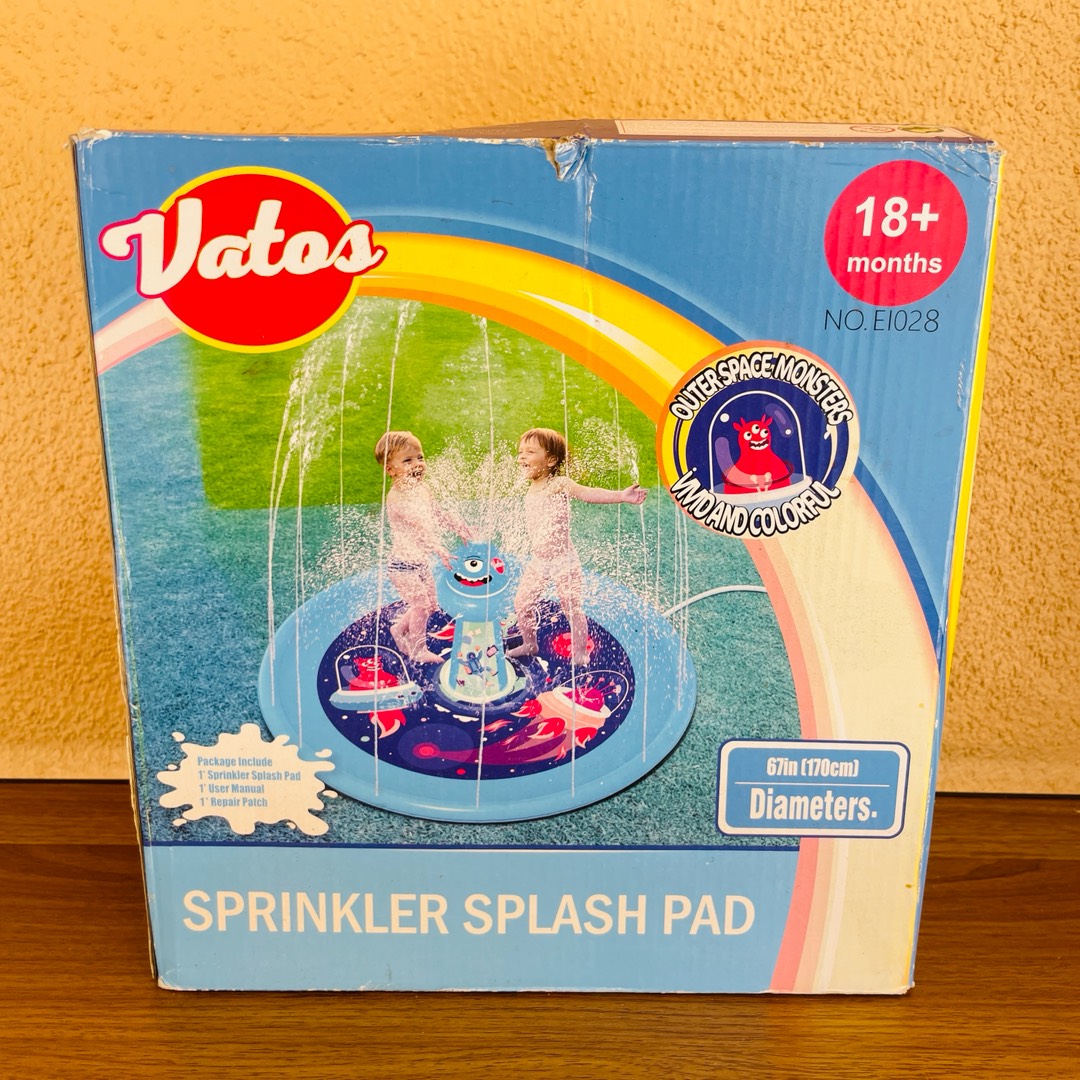 Vatos
18+
months
NO.E1028
OUTER SPACE MONSTERS
VIVID AND COLORFUL
Package Include
1* Sprinkler Splash Pad
1* User Manual
1* Repair Patch
67in (170cm)
Diameters.
SPRINKLER SPLASH PAD